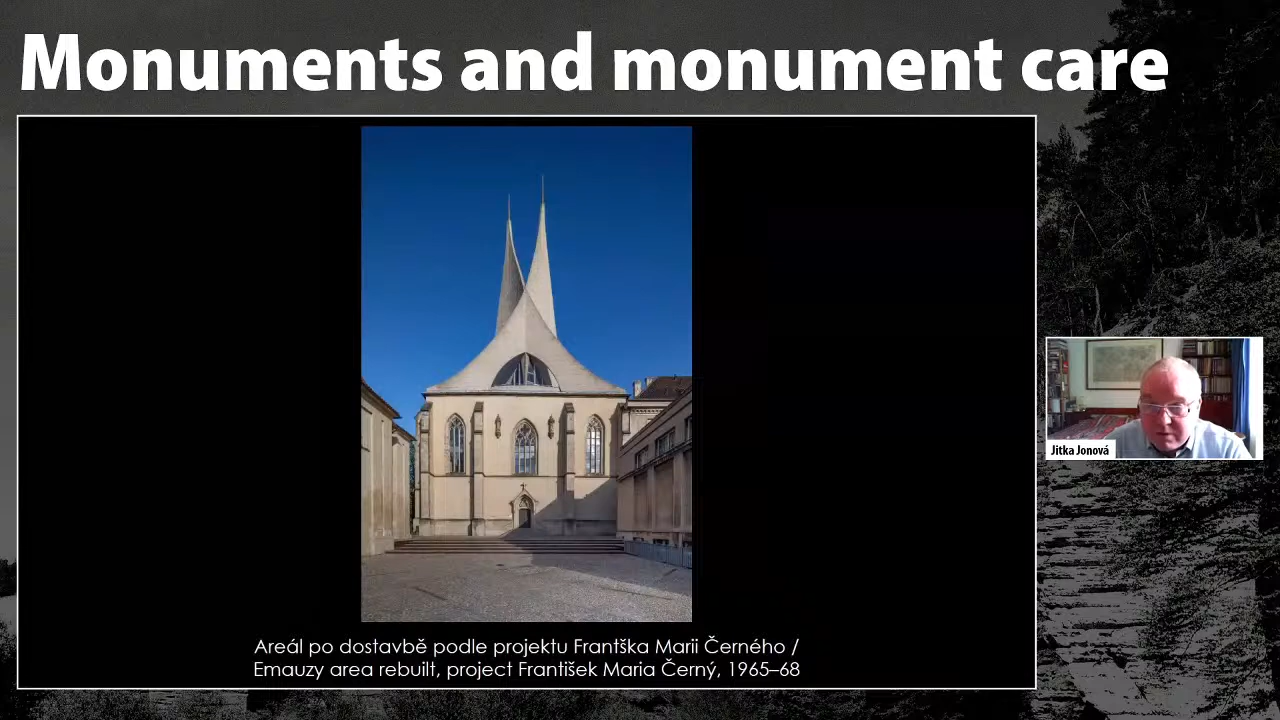 Monuments and monument care
Jitka Jonová
Areál po dostavbě podle projektu Frantška Marii Černého /
Emauzy area rebuilt, project František Maria Černý, 1965–68